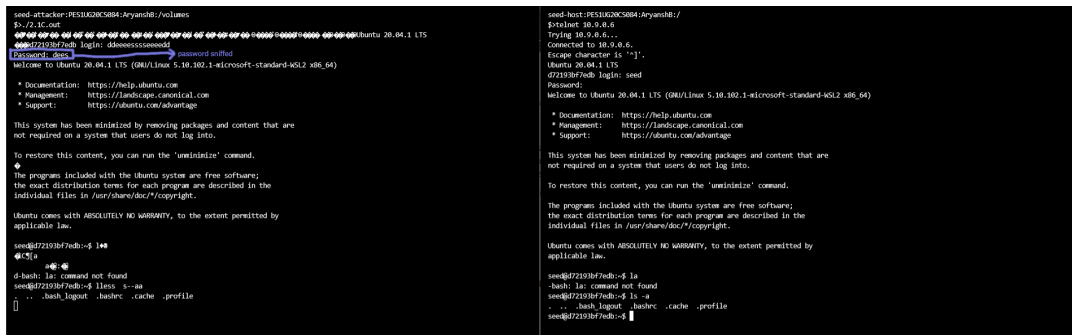 seed-attacker:PES1UG20CS084:AryanshB:/volumes
$>./2.1C.out
Ubuntu 20.04.1 LTS
d72193bf7edb login: ddeeeessseeeedd
Password: dees
password sniffed
Welcome to Ubuntu 20.04.1 LTS (GNU/Linux 5.10.102.1-microsoft-standard-WSL2 x86_64)
* Documentation: https://help.ubuntu.com
* Management: https://landscape.canonical.com
* Support: https://ubuntu.com/advantage
This system has been minimized by removing packages and content that are
not required on a system that users do not log into.
To restore this content, you can run the 'unminimize' command.
The programs included with the Ubuntu system are free software;
the exact distribution terms for each program are described in the
individual files in /usr/share/doc/*/copyright.
Ubuntu comes with ABSOLUTELY NO WARRANTY, to the extent permitted by
applicable law.
seed@d72193bf7edb:~$ l
d-bash: la: command not found
seed@d72193bf7edb:~$ lless s--aa
. .. .bash_logout .bashrc .cache .profile
seed-host:PES1UG20CS084:AryanshB:/
$>telnet 10.9.0.6
Trying 10.9.0.6...
Connected to 10.9.0.6.
Escape character is '^]'.
Ubuntu 20.04.1 LTS
d72193bf7edb login: seed
Password:
Welcome to Ubuntu 20.04.1 LTS (GNU/Linux 5.10.102.1-microsoft-standard-WSL2 x86_64)
* Documentation: https://help.ubuntu.com
* Management: https://landscape.canonical.com
* Support: https://ubuntu.com/advantage
This system has been minimized by removing packages and content that are
not required on a system that users do not log into.
To restore this content, you can run the 'unminimize' command.
The programs included with the Ubuntu system are free software;
the exact distribution terms for each program are described in the
individual files in /usr/share/doc/*/copyright.
Ubuntu comes with ABSOLUTELY NO WARRANTY, to the extent permitted by
applicable law.
seed@d72193bf7edb:~$ la
-bash: la: command not found
seed@d72193bf7edb:~$ ls -a
. .. .bash_logout .bashrc .cache .profile
seed@d72193bf7edb:~$